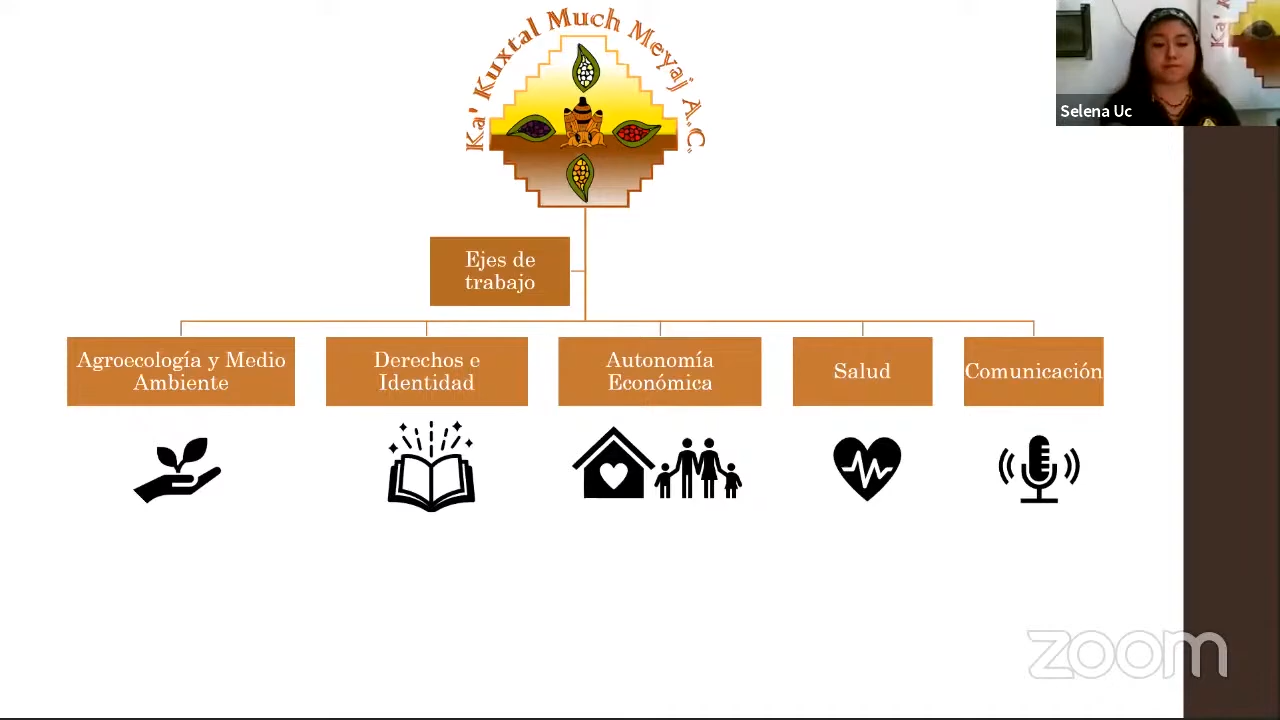 Ka' Kuxtal Much Meyaj A.C.
Selena Uc
Ejes de
trabajo
Agroecología y Medio
Ambiente
Derechos e
Identidad
Autonomía
Económica
Salud
Comunicación
zoom